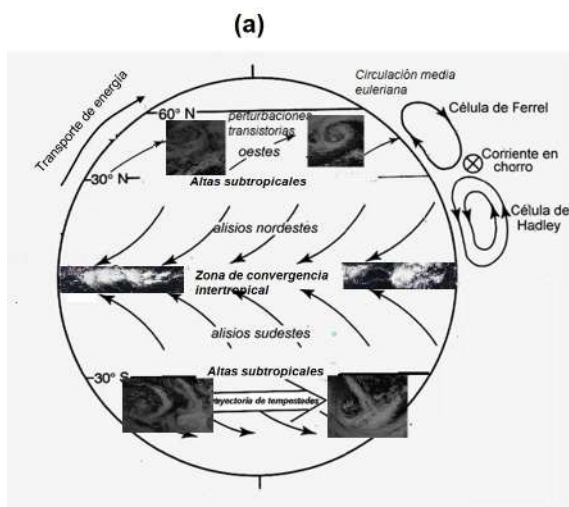 (a)
Circulación media
euleriana
Transporte de energía
60° N
perturbaciones
transistorias
Célula de Ferrel
oestes
Corriente en
chorro
30° N
Altas subtropicales
Célula de
Hadley
alisios nordestes
Zona de convergencia
intertropical
alisios sudestes
30° S
Altas subtropicales
rayectoría de tempestades